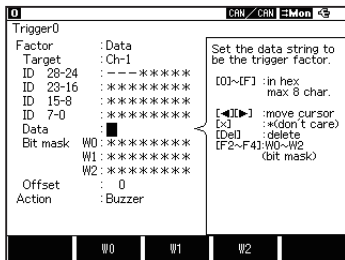 0 CAN/CAN :Mon
Trigger0
Factor :Data
Target :Ch-1
ID 28-24 :---*****
ID 23-16 :********
ID 15-8 :********
ID 7-0 :********
Data :
Bit mask W0:********
W1:********
W2:********
Offset : 0
Action :Buzzer
Set the data string to
be the trigger factor.
[0]~[F] :in hex
max 8 char.
[◄][►] :move cursor
[×] :*(don't care)
[Del] :delete
[F2~F4]:W0~W2
(bit mask)
W0 W1 W2